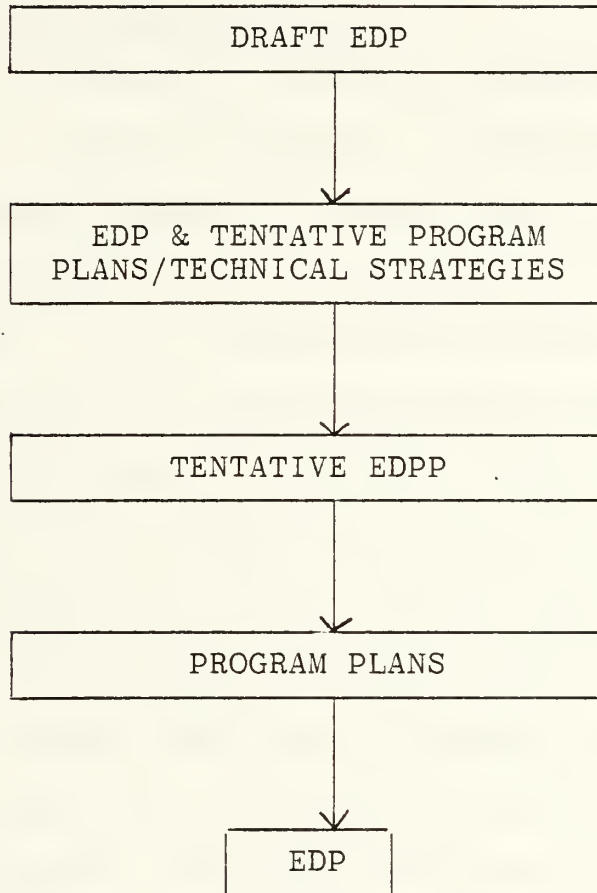 DRAFT EDP
EDP & TENTATIVE PROGRAM
PLANS/TECHNICAL STRATEGIES
TENTATIVE EDPP
PROGRAM PLANS
EDP